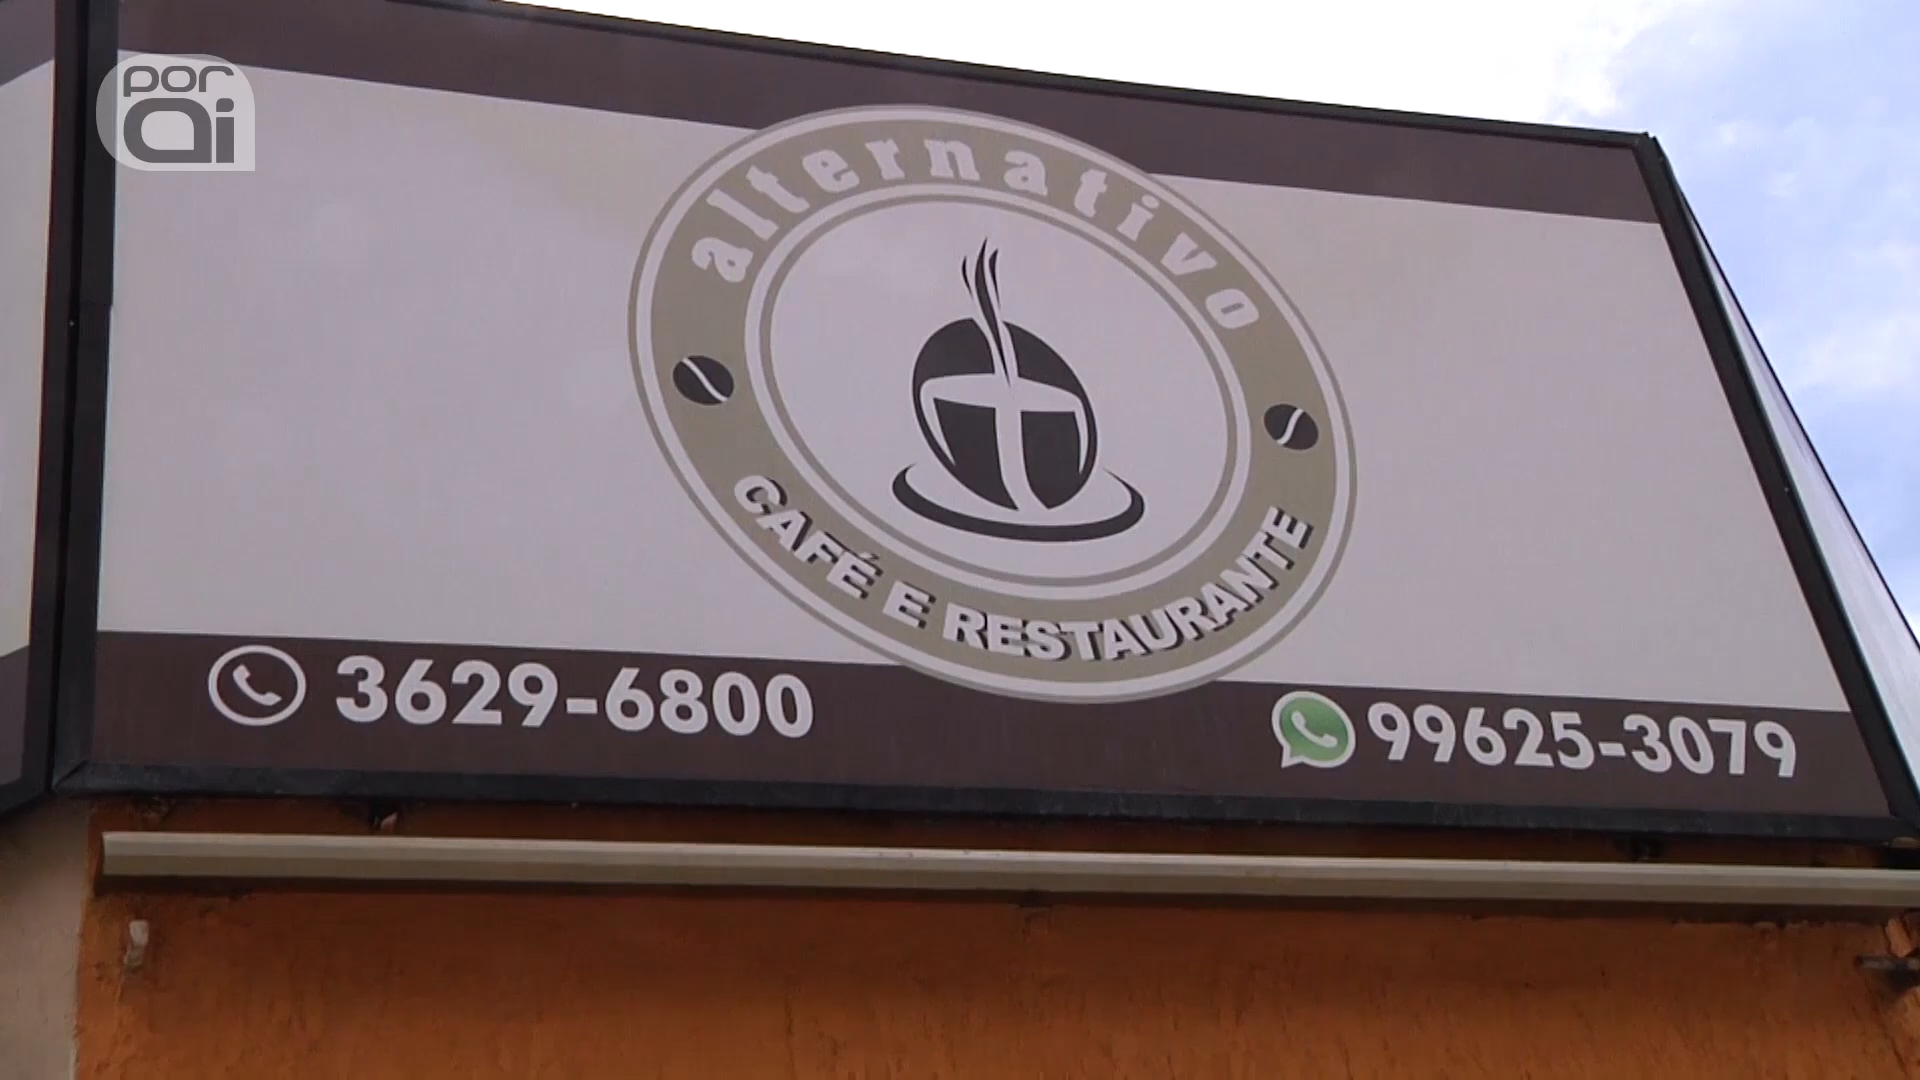 por
ai
alternativo
CAFÉ E RESTAURANTE
3629-6800
99625-3079